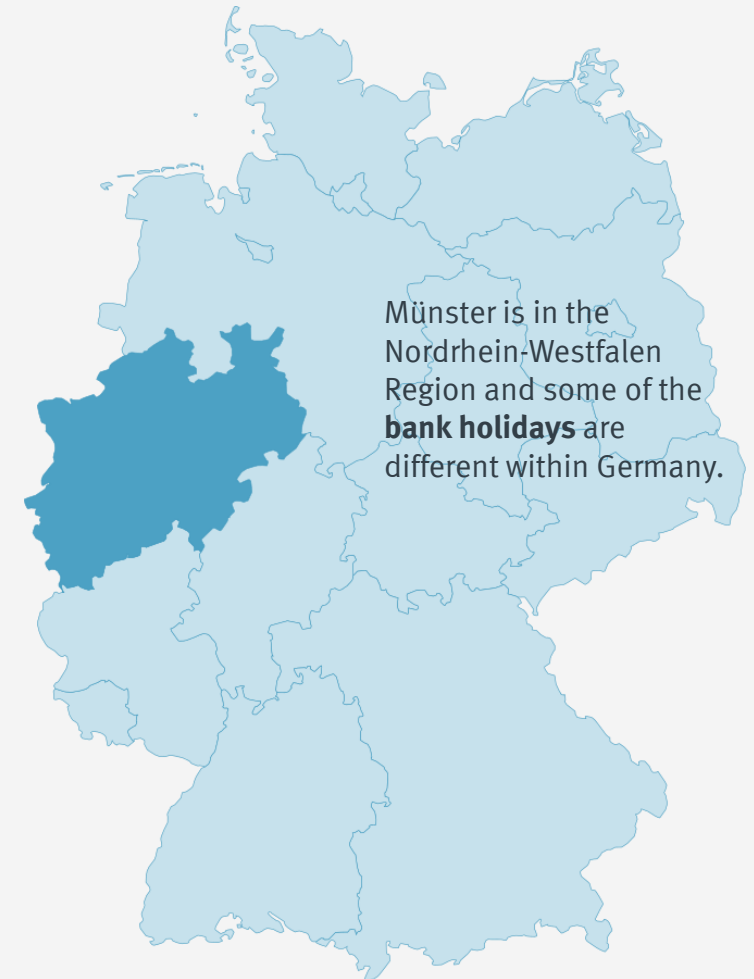 Münster is in the
Nordrhein-Westfalen
Region and some of the
bank holidays are
different within Germany.